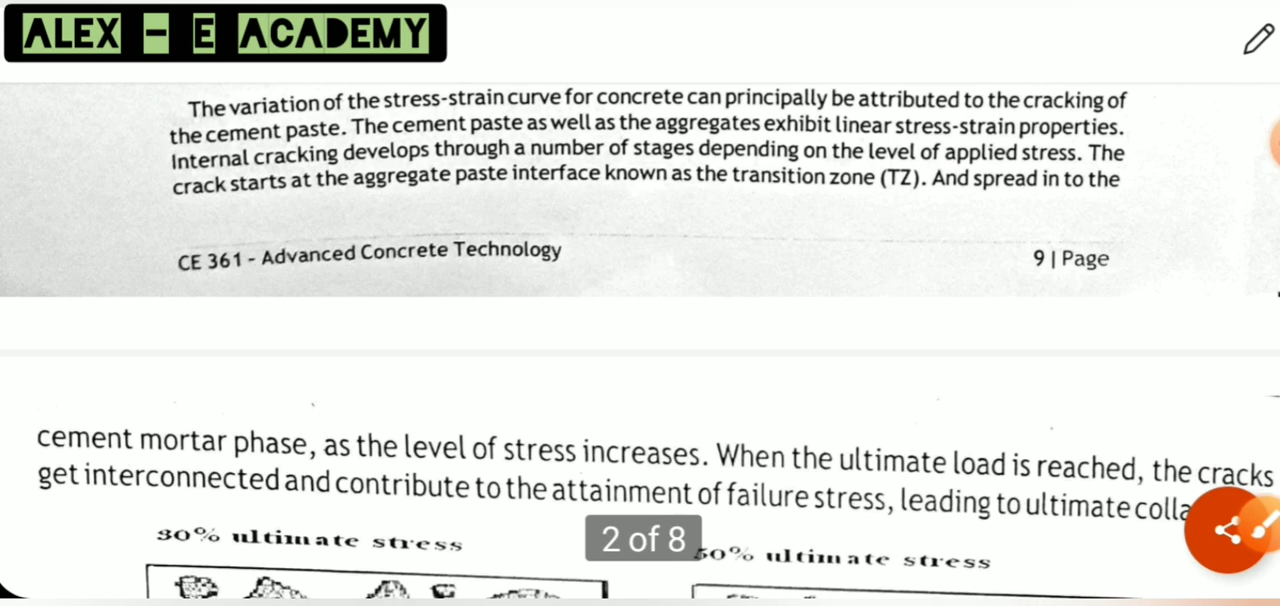 ALEX - E ACADEMY
The variation of the stress-strain curve for concrete can principally be attributed to the cracking of
the cement paste. The cement paste as well as the aggregates exhibit linear stress-strain properties.
Internal cracking develops through a number of stages depending on the level of applied stress. The
crack starts at the aggregate paste interface known as the transition zone (TZ). And spread in to the
CE 361 - Advanced Concrete Technology
9 | Page
cement mortar phase, as the level of stress increases. When the ultimate load is reached, the cracks
get interconnected and contribute to the attainment of failure stress, leading to ultimate colla
30% ultimate stress
2 of 8
50% ultimate stress